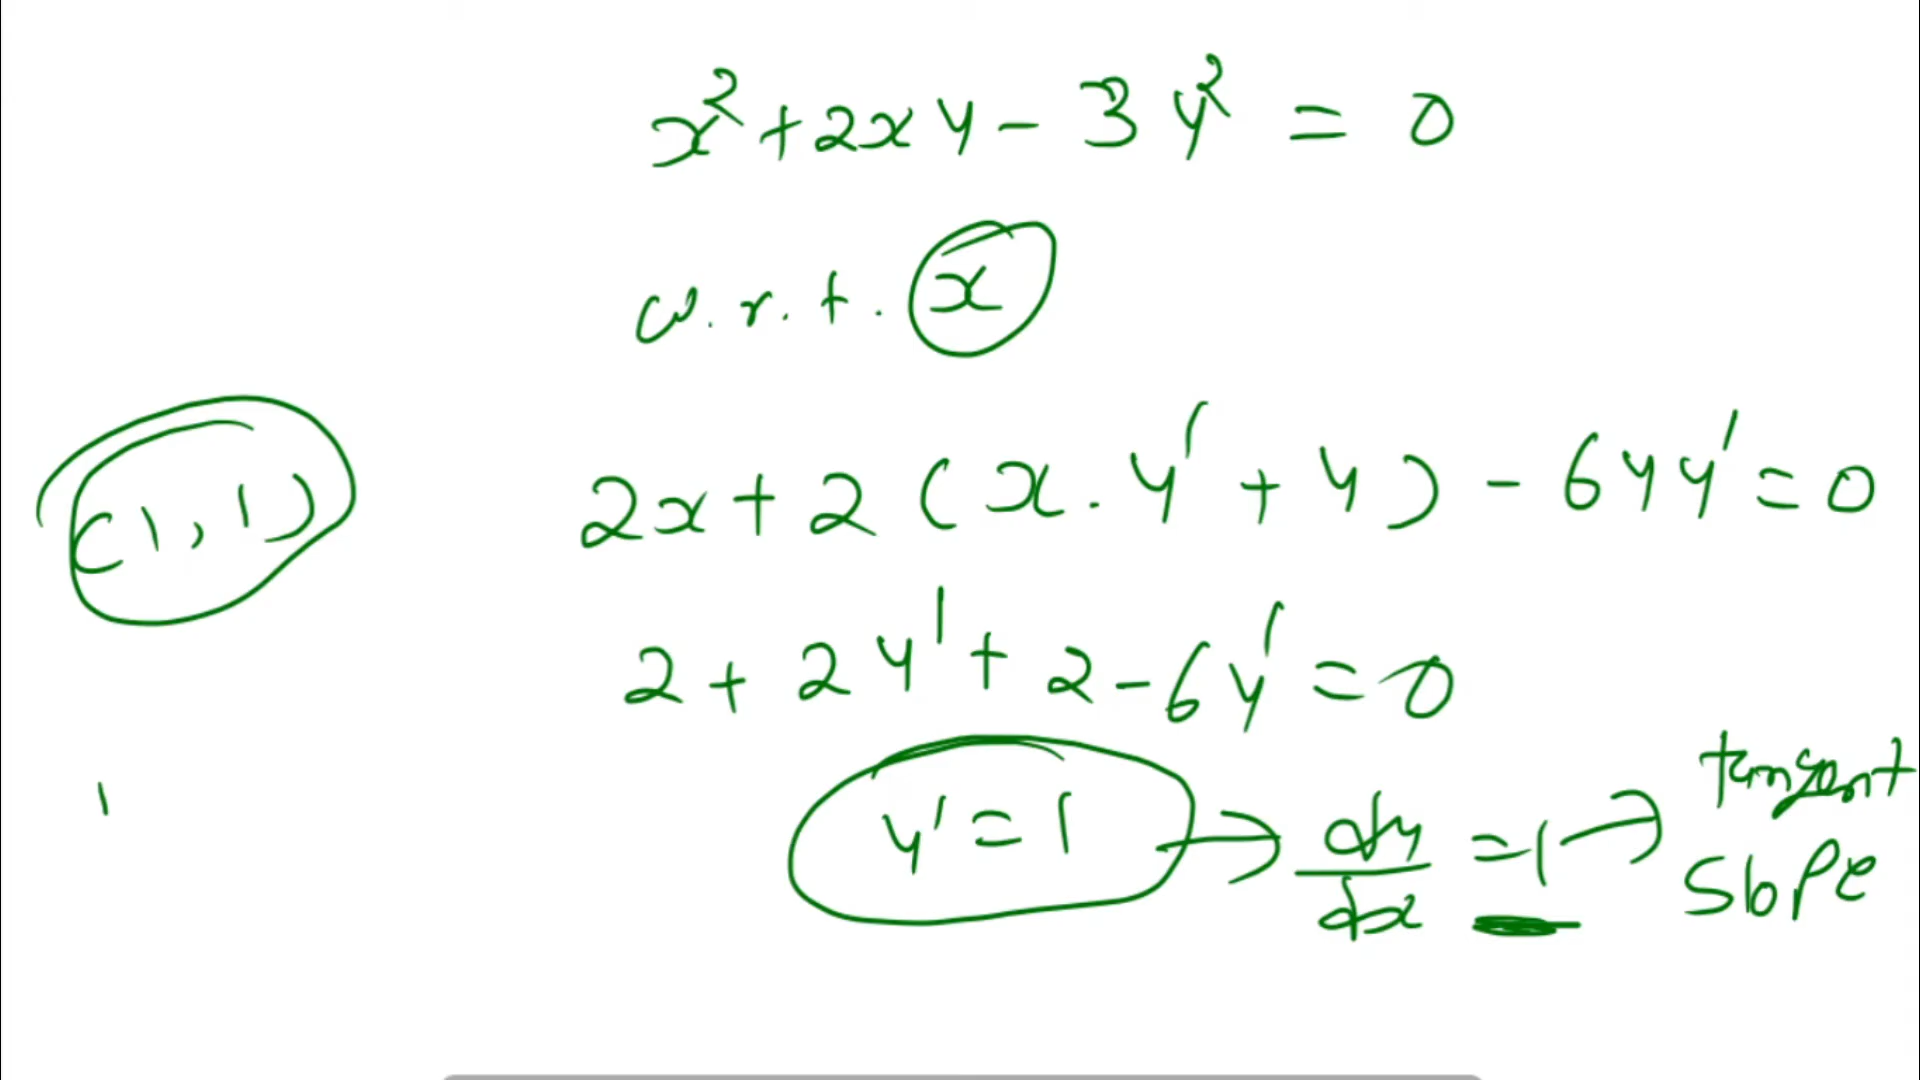 x² + 2xy - 3y² = 0
w.r.t. x
(1, 1)
2x + 2 (x. y' + y) - 6yy' = 0
2 + 2y' + 2 - 6y' = 0
y' = 1 → dy/dx = 1 → tangent slope